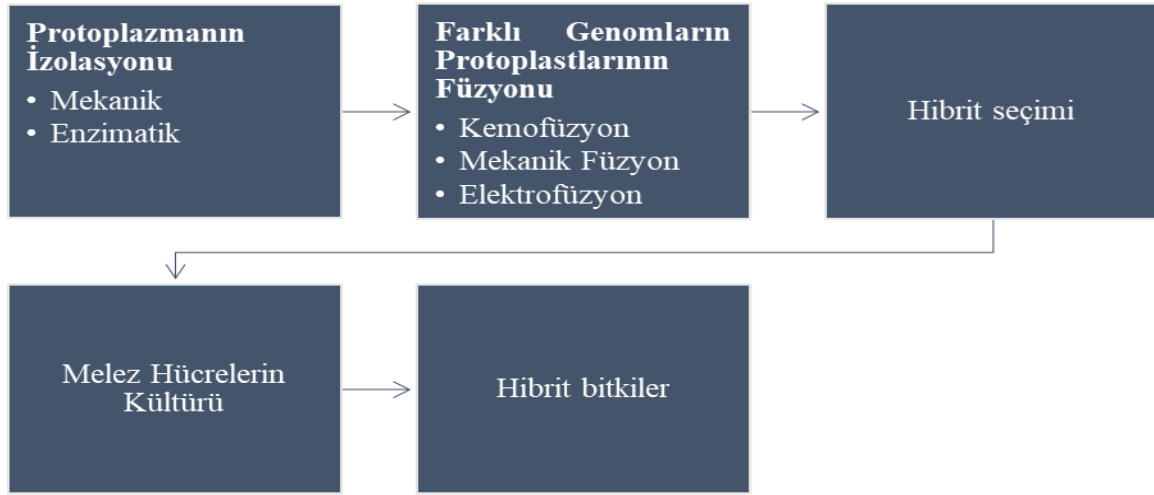 Protoplazmanın
İzolasyonu
• Mekanik
• Enzimatik
Farklı Genomların
Protoplastlarının
Füzyonu
• Kemofüzyon
• Mekanik Füzyon
• Elektrofüzyon
Hibrit seçimi
Melez Hücrelerin
Kültürü
Hibrit bitkiler